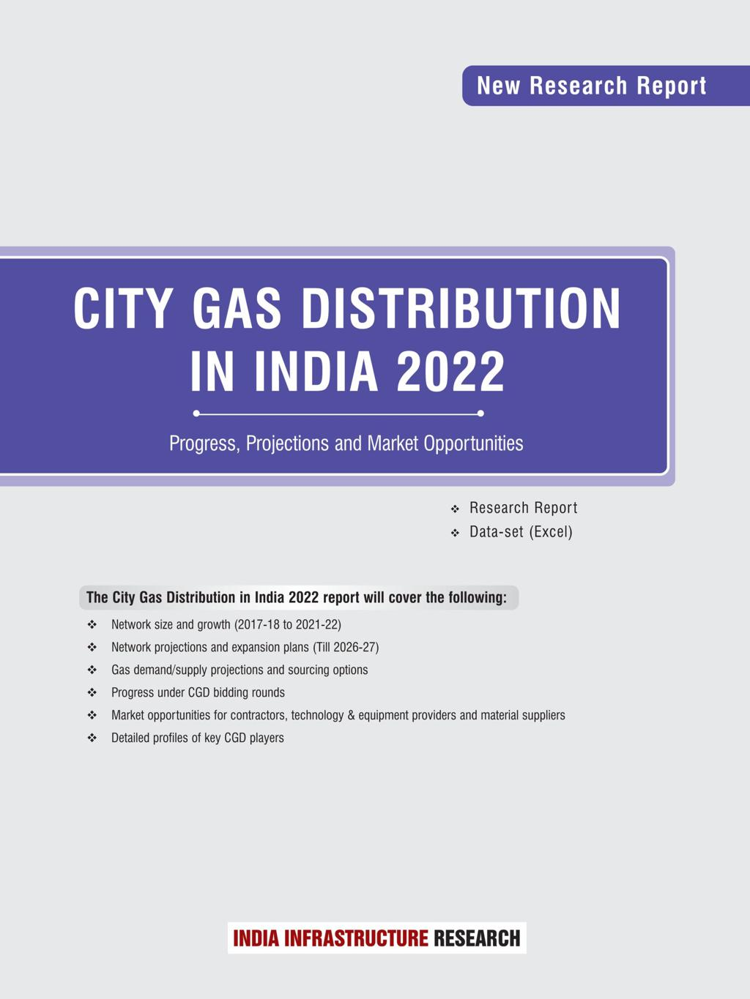 New Research Report
CITY GAS DISTRIBUTION
IN INDIA 2022
Progress, Projections and Market Opportunities
❖ Research Report
❖ Data-set (Excel)
The City Gas Distribution in India 2022 report will cover the following:
❖ Network size and growth (2017-18 to 2021-22)
❖ Network projections and expansion plans (Till 2026-27)
❖ Gas demand/supply projections and sourcing options
❖ Progress under CGD bidding rounds
❖ Market opportunities for contractors, technology & equipment providers and material suppliers
❖ Detailed profiles of key CGD players
INDIA INFRASTRUCTURE RESEARCH